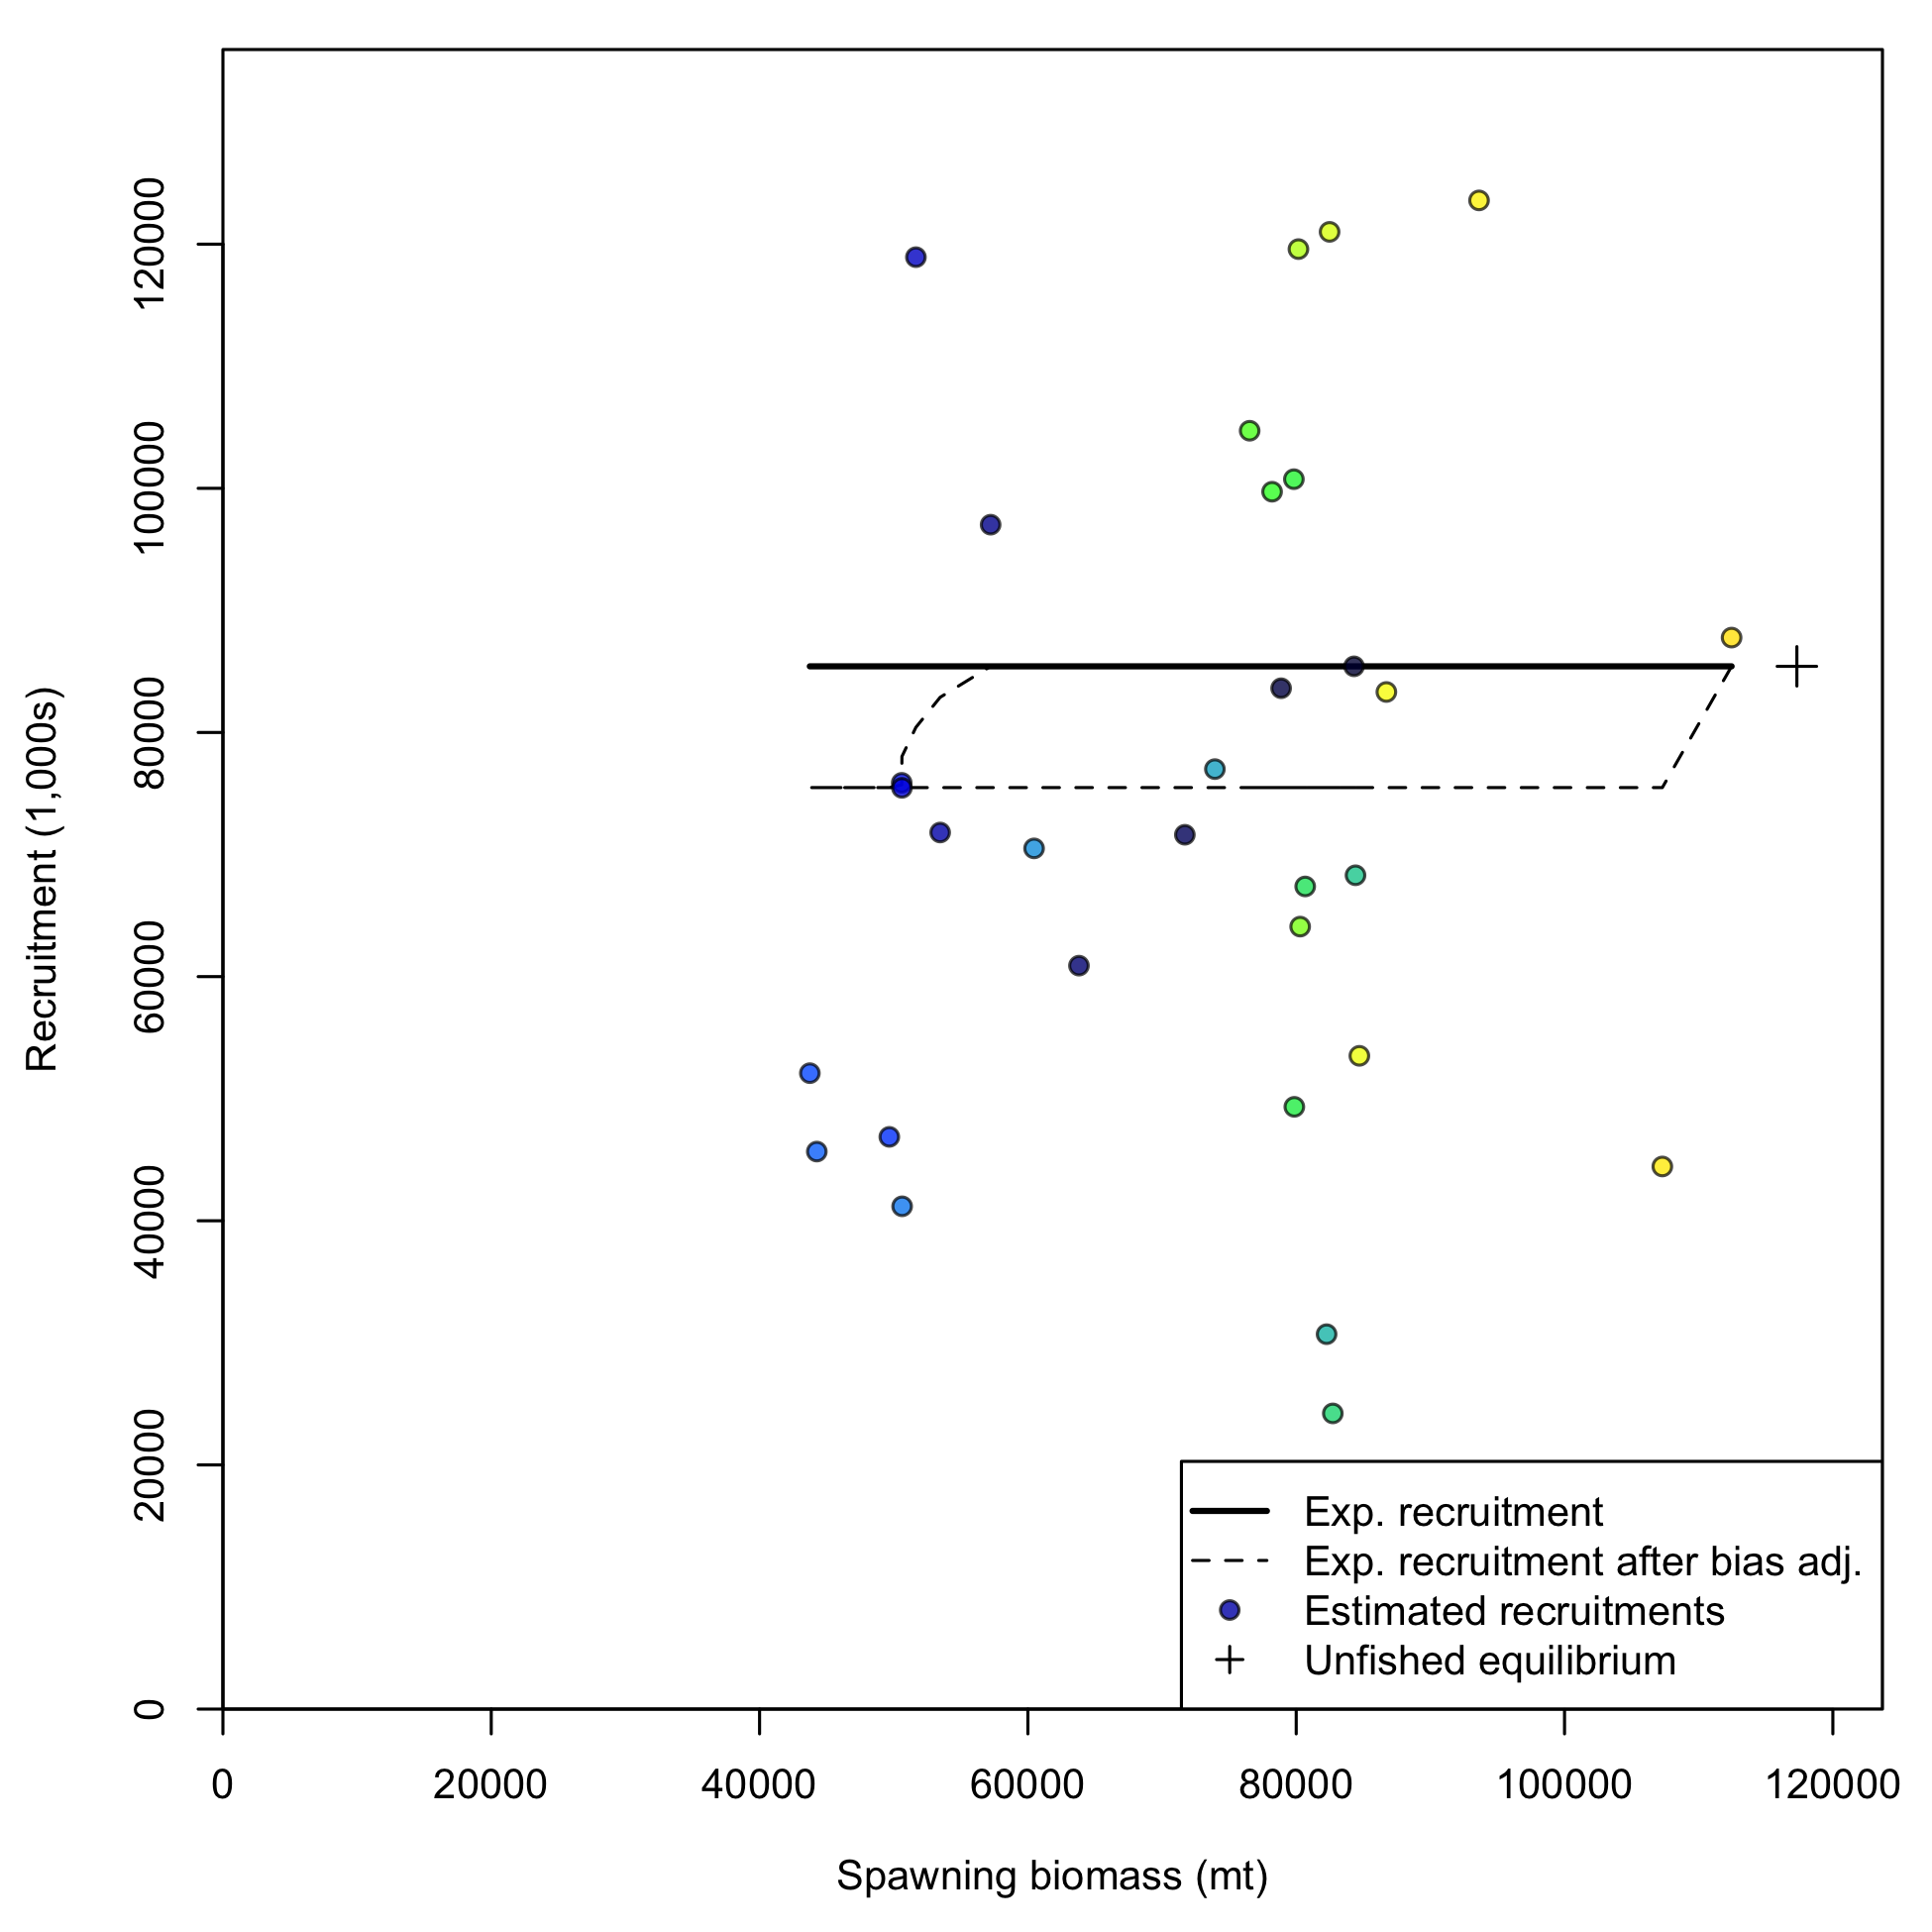 Recruitment (1,000s)
120000
100000
80000
60000
40000
20000
0
Exp. recruitment
Exp. recruitment after bias adj.
Estimated recruitments
Unfished equilibrium
0 20000 40000 60000 80000 100000 120000
Spawning biomass (mt)